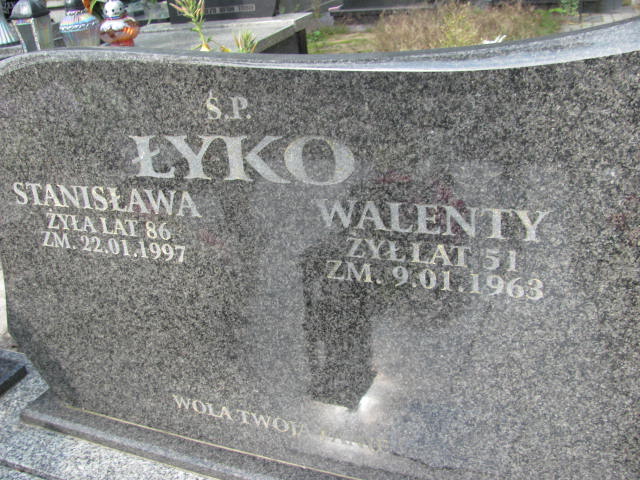 Ś.P.
ŁYKO
STANISŁAWA
ŻYŁA LAT 86
ZM. 22.01.1997
WALENTY
ŻYŁ LAT 51
ZM. 9.01.1963
WOLA TWOJA